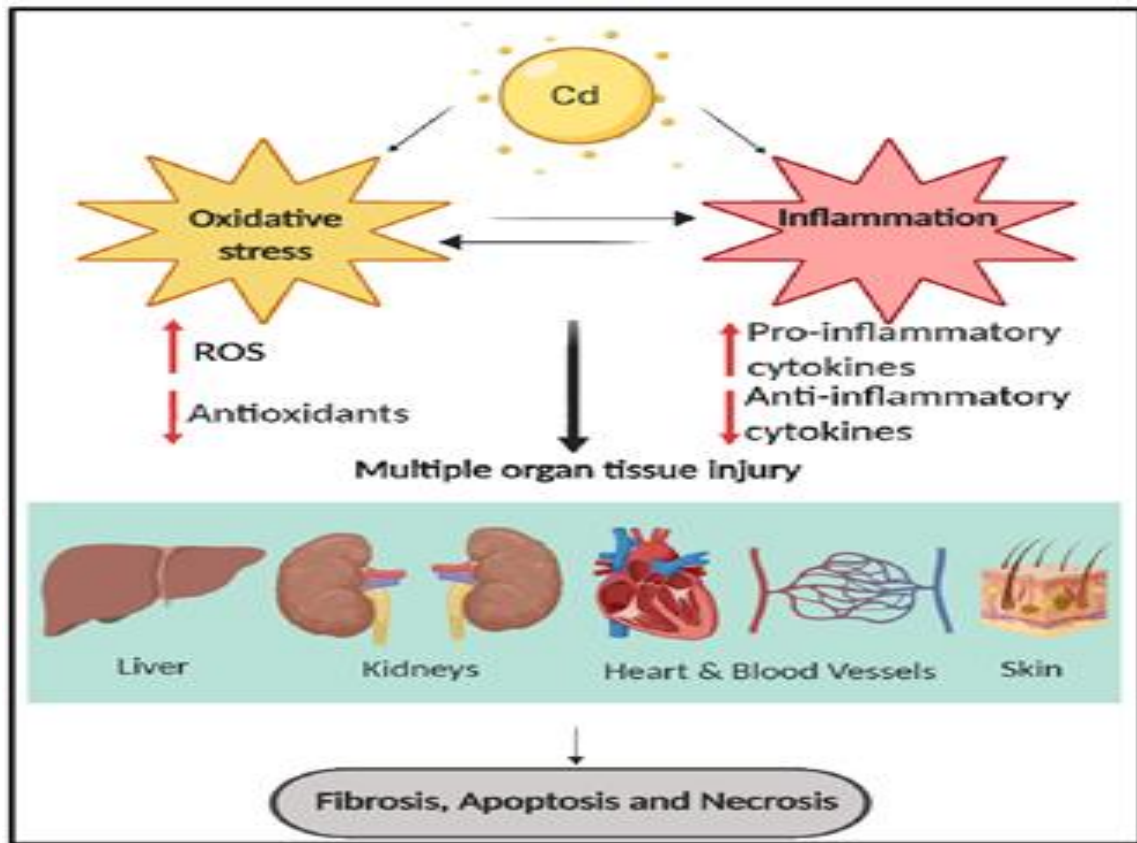 Cd
Oxidative
stress
Inflammation
ROS
Antioxidants
Pro-inflammatory
cytokines
Anti-inflammatory
cytokines
Multiple organ tissue injury
Liver
Kidneys
Heart & Blood Vessels
Skin
Fibrosis, Apoptosis and Necrosis